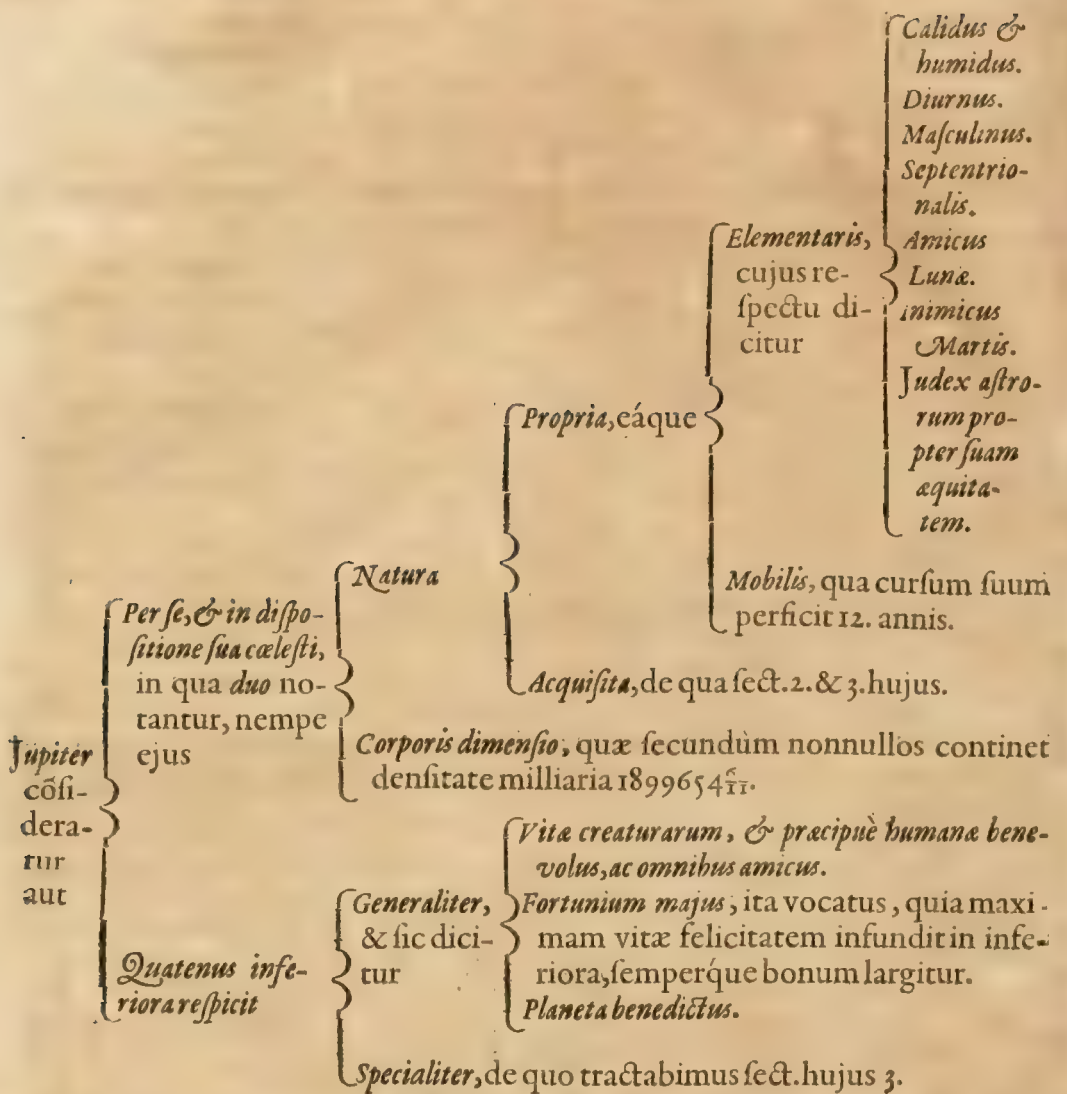 Jupiter
cõſi-
dera-
tur
aut
Per ſe, & in diſpo-
ſitione ſua cœleſti,
in qua duo no-
tantur, nempe
ejus
Natura
Propria, eáque
Elementaris,
cujus re-
ſpectu di-
citur
Calidus &
humidus.
Diurnus.
Maſculinus.
Septentrio-
nalis.
Amicus
Lunæ.
inimicus
Martis.
Judex aſtro-
rum pro-
pter ſuam
æquita-
tem.
Mobilis, qua curſum ſuum
perficit 12. annis.
Acquiſita, de qua ſect. 2. & 3. hujus.
Corporis dimenſio, quæ ſecundùm nonnullos continet
denſitate milliaria 1899654 6/11.
Quatenus infe-
riora reſpicit
Generaliter,
& ſic dici-
tur
Vitæ creaturarum, & præcipuè humanæ bene-
volus, ac omnibus amicus.
Fortunium majus, ita vocatus, quia maxi-
mam vitæ felicitatem infundit in infe-
riora, ſemperq́ue bonum largitur.
Planeta benedictus.
Specialiter, de quo tractabimus ſect. hujus 3.